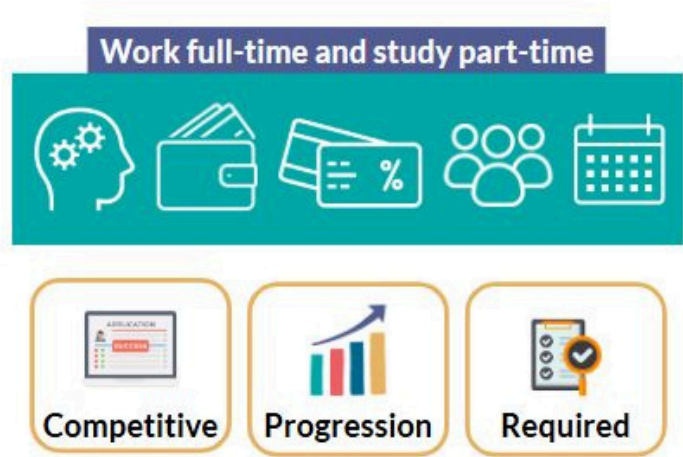 Work full-time and study part-time
%
APPLICATION
SUCCESS
Competitive
Progression
Required